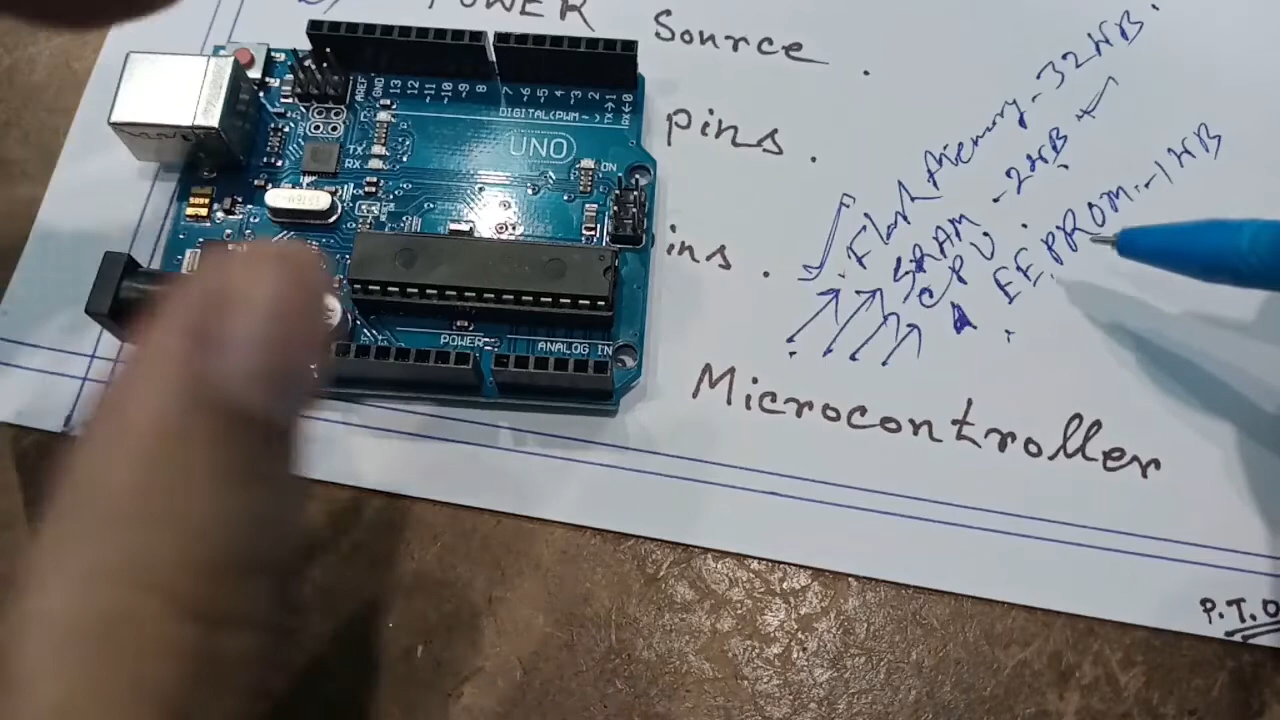 POWER Source.
pins.
ins.
Flash Memory - 32KB.
SRAM - 2KB
CPU.
EEPROM. - 1KB
Microcontroller
P.T.O
AREF
GND
13
12
~11
~10
~9
8
7
~6
~5
4
~3
2
TX→1
RX←0
DIGITAL(PWM~)
UNO
TX
RX
ON
POWER
ANALOG IN